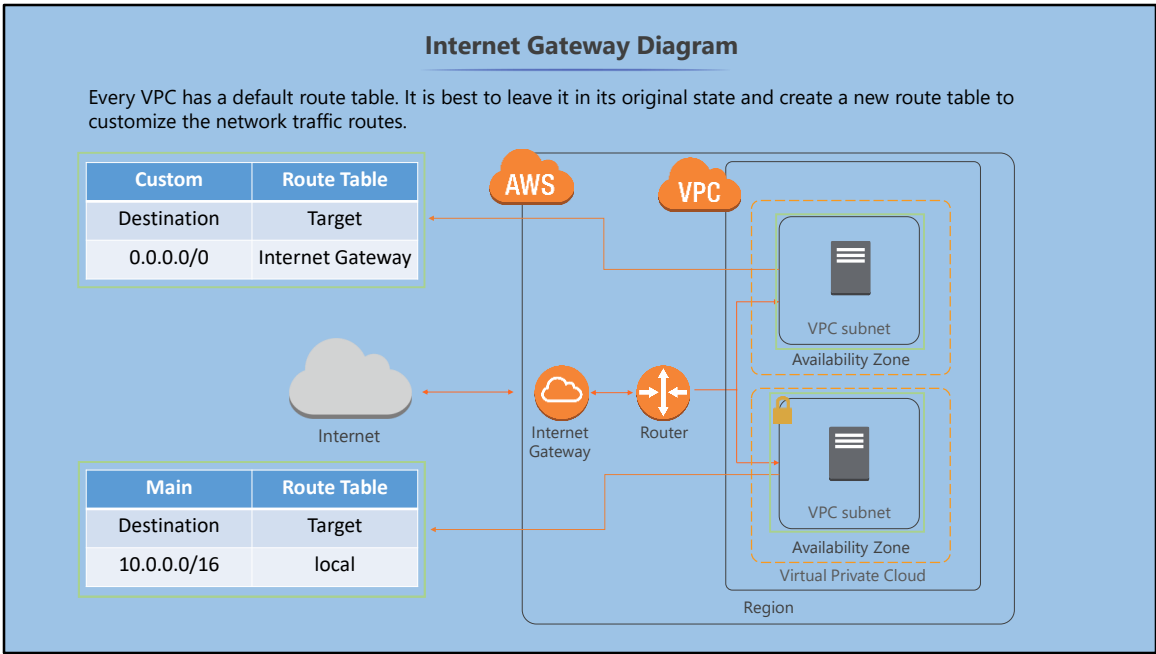 Internet Gateway Diagram
Every VPC has a default route table. It is best to leave it in its original state and create a new route table to
customize the network traffic routes.
Custom Route Table
Destination Target
0.0.0.0/0 Internet Gateway
AWS
VPC
VPC subnet
Availability Zone
Internet
Internet
Gateway
Router
Main Route Table
Destination Target
10.0.0.0/16 local
VPC subnet
Availability Zone
Virtual Private Cloud
Region